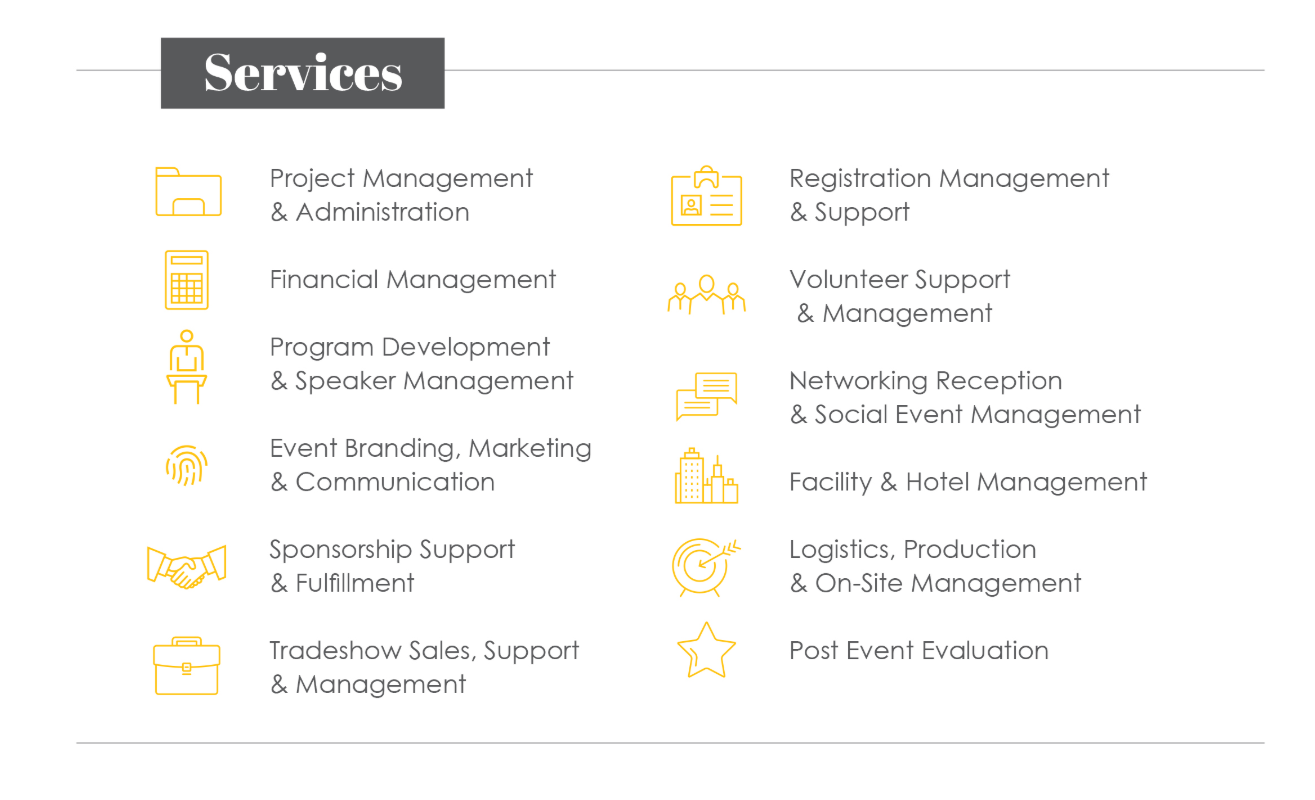 Services
Project Management
& Administration
Financial Management
Program Development
& Speaker Management
Event Branding, Marketing
& Communication
Sponsorship Support
& Fulfillment
Tradeshow Sales, Support
& Management
Registration Management
& Support
Volunteer Support
& Management
Networking Reception
& Social Event Management
Facility & Hotel Management
Logistics, Production
& On-Site Management
Post Event Evaluation